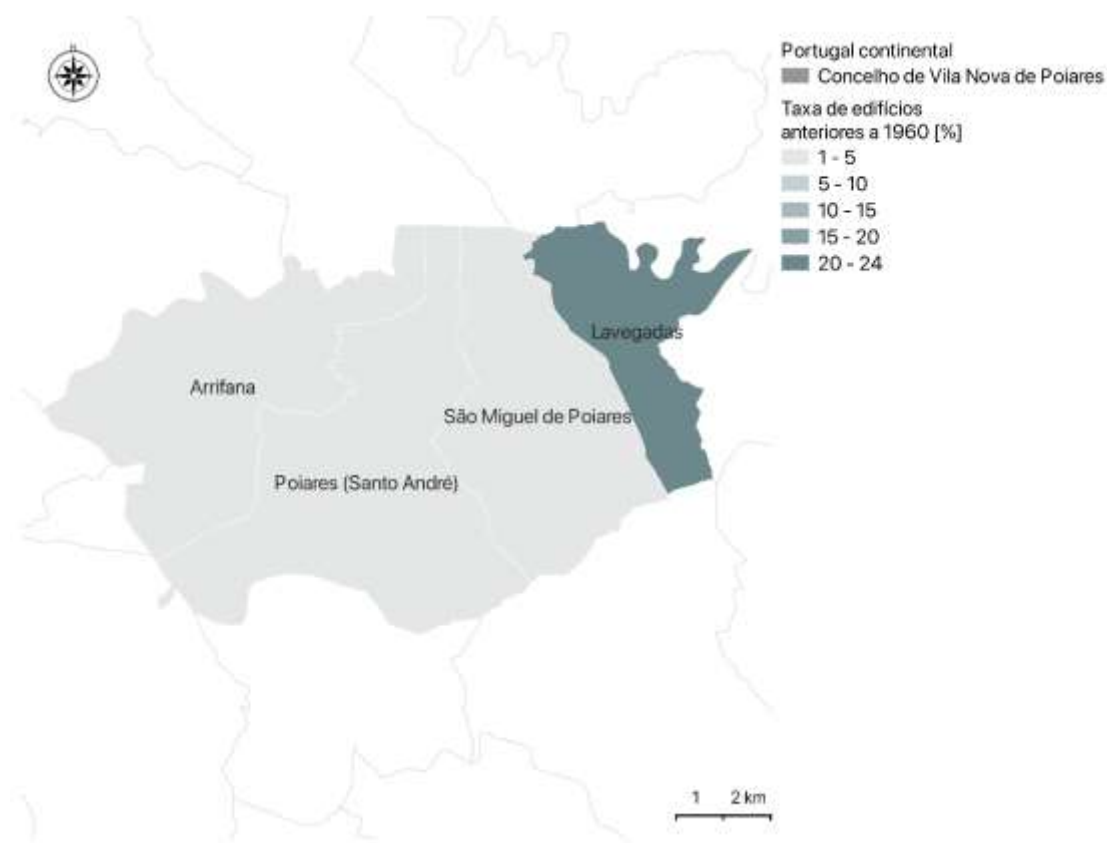 Portugal continental
Concelho de Vila Nova de Poiares
Taxa de edifícios
anteriores a 1960 [%]
1 - 5
5 - 10
10 - 15
15 - 20
20 - 24
Lavegadas
Arrifana
São Miguel de Poiares
Poiares (Santo André)
1 2 km